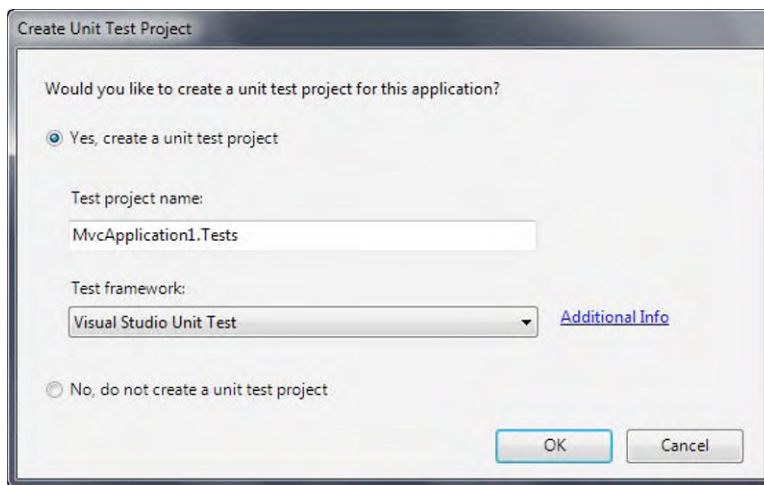 Create Unit Test Project
Would you like to create a unit test project for this application?
Yes, create a unit test project
Test project name:
MvcApplication1.Tests
Test framework:
Visual Studio Unit Test
Additional Info
No, do not create a unit test project
OK
Cancel